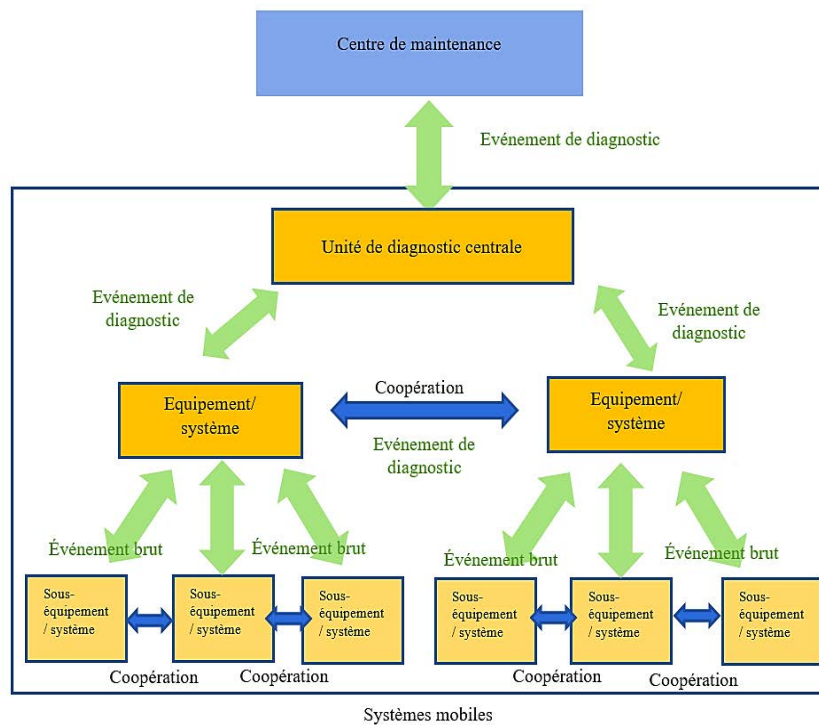 Centre de maintenance
Evénement de diagnostic
Unité de diagnostic centrale
Evénement de
diagnostic
Evénement de
diagnostic
Equipement/
système
Coopération
Evénement de
diagnostic
Equipement/
système
Événement brut
Événement brut
Événement brut
Événement brut
Sous-
équipement
/ système
Sous-
équipement
/ système
Sous-
équipement
/ système
Sous-
équipement
/ système
Sous-
équipement
/ système
Sous-
équipement
/ système
Coopération
Coopération
Coopération
Coopération
Systèmes mobiles